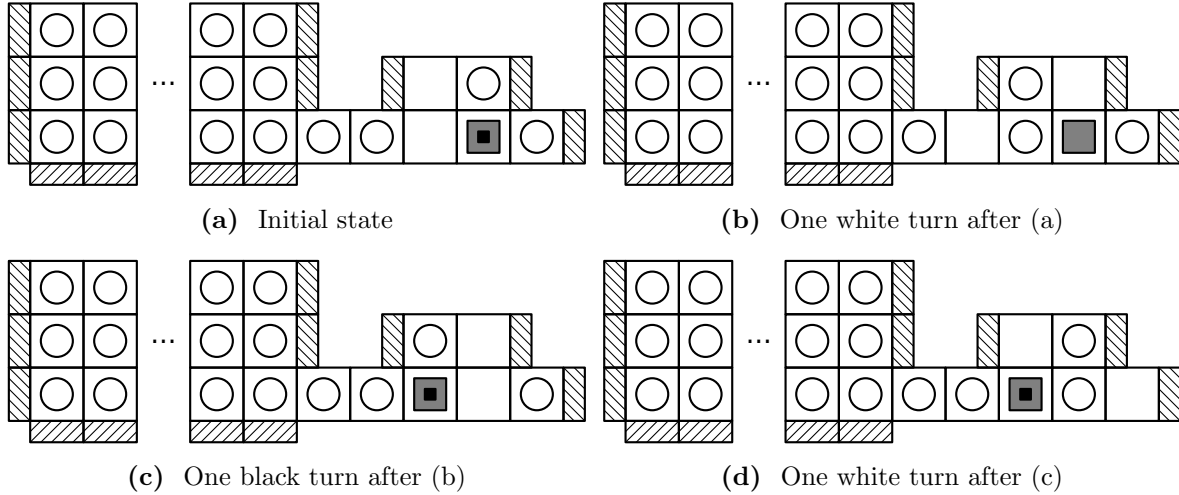 ...
...
(a) Initial state
(b) One white turn after (a)
...
...
(c) One black turn after (b)
(d) One white turn after (c)